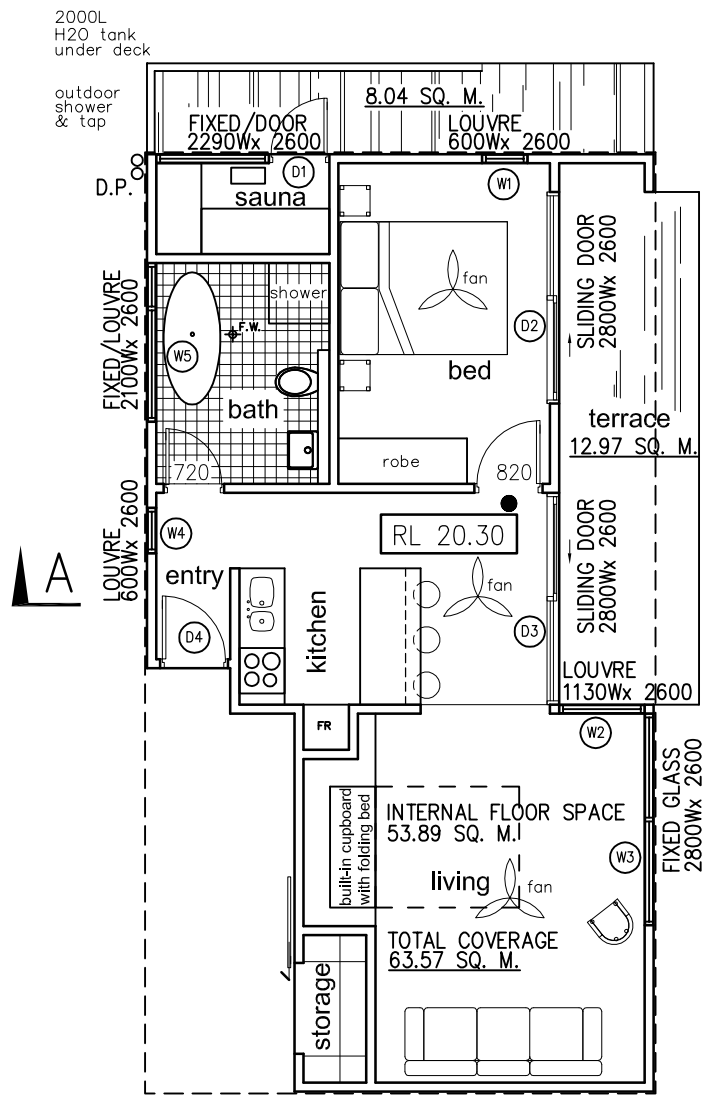 2000L
H2O tank
under deck
outdoor
shower
& tap
8.04 SQ. M.
FIXED/DOOR
2290Wx 2600
LOUVRE
600Wx 2600
D.P.
D1
sauna
W1
FIXED/LOUVRE
2100Wx 2600
shower
F.W.
W5
bath
720
fan
bed
D2
robe
820
SLIDING DOOR
2800Wx 2600
terrace
12.97 SQ. M.
LOUVRE
600Wx 2600
W4
RL 20.30
A
entry
D4
kitchen
fan
D3
SLIDING DOOR
2800Wx 2600
LOUVRE
1130Wx 2600
FR
W2
FIXED GLASS
2800Wx 2600
built-in cupboard
with folding bed
INTERNAL FLOOR SPACE
53.89 SQ. M.
W3
living
fan
TOTAL COVERAGE
63.57 SQ. M.
storage